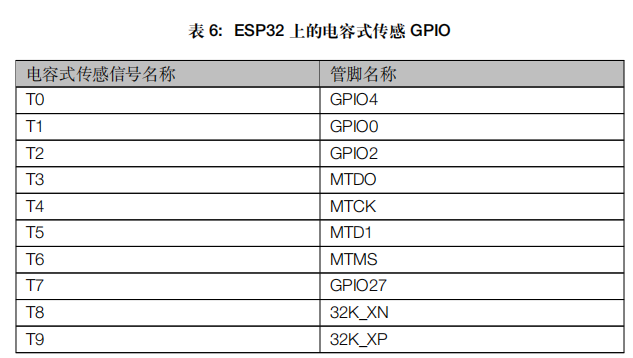 表 6: ESP32 上的电容式传感 GPIO
电容式传感信号名称 管脚名称
T0 GPIO4
T1 GPIO0
T2 GPIO2
T3 MTDO
T4 MTCK
T5 MTD1
T6 MTMS
T7 GPIO27
T8 32K_XN
T9 32K_XP